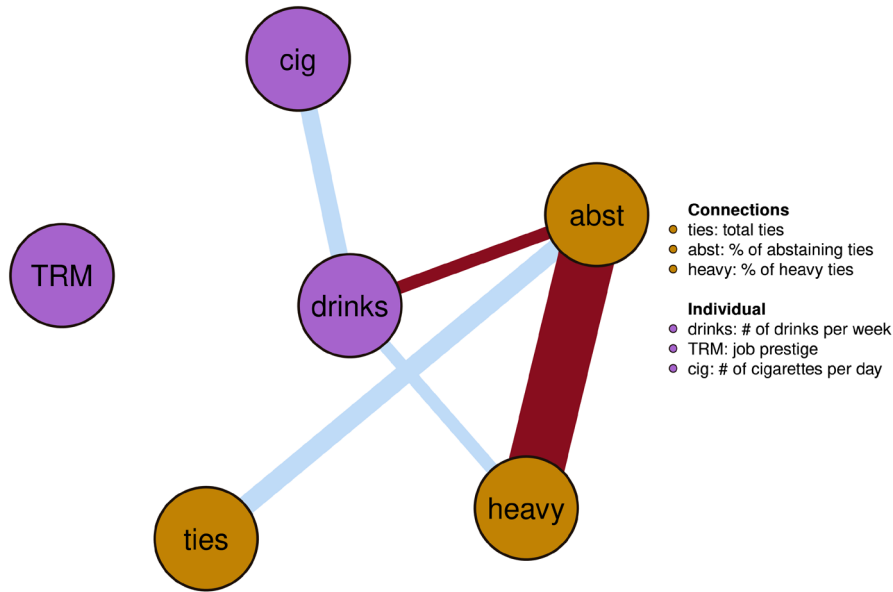 cig
abst
TRM
drinks
ties
heavy
Connections
ties: total ties
abst: % of abstaining ties
heavy: % of heavy ties
Individual
drinks: # of drinks per week
TRM: job prestige
cig: # of cigarettes per day